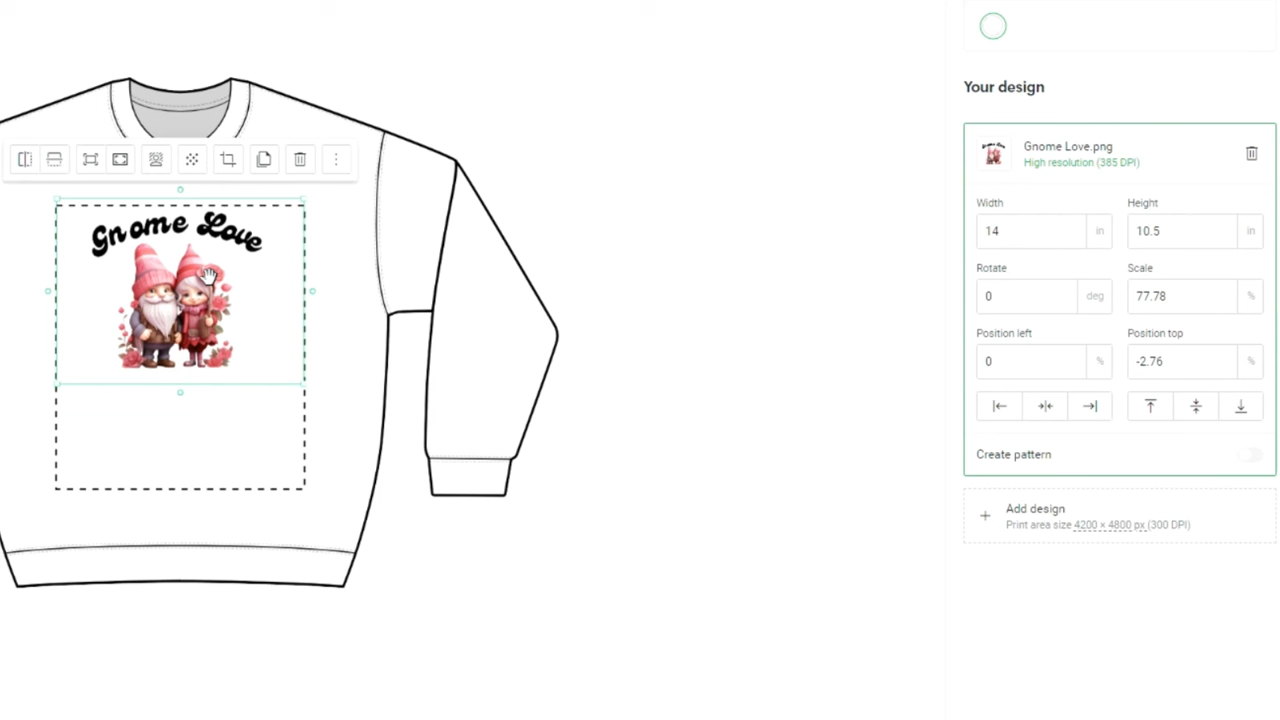 Your design
Gnome Love.png
High resolution (385 DPI)
Gnome Love
Width
Height
14 in
10.5 in
Rotate
Scale
0 deg
77.78 %
Position left
Position top
0 %
-2.76 %
Create pattern
Add design
Print area size 4200 × 4800 px (300 DPI)